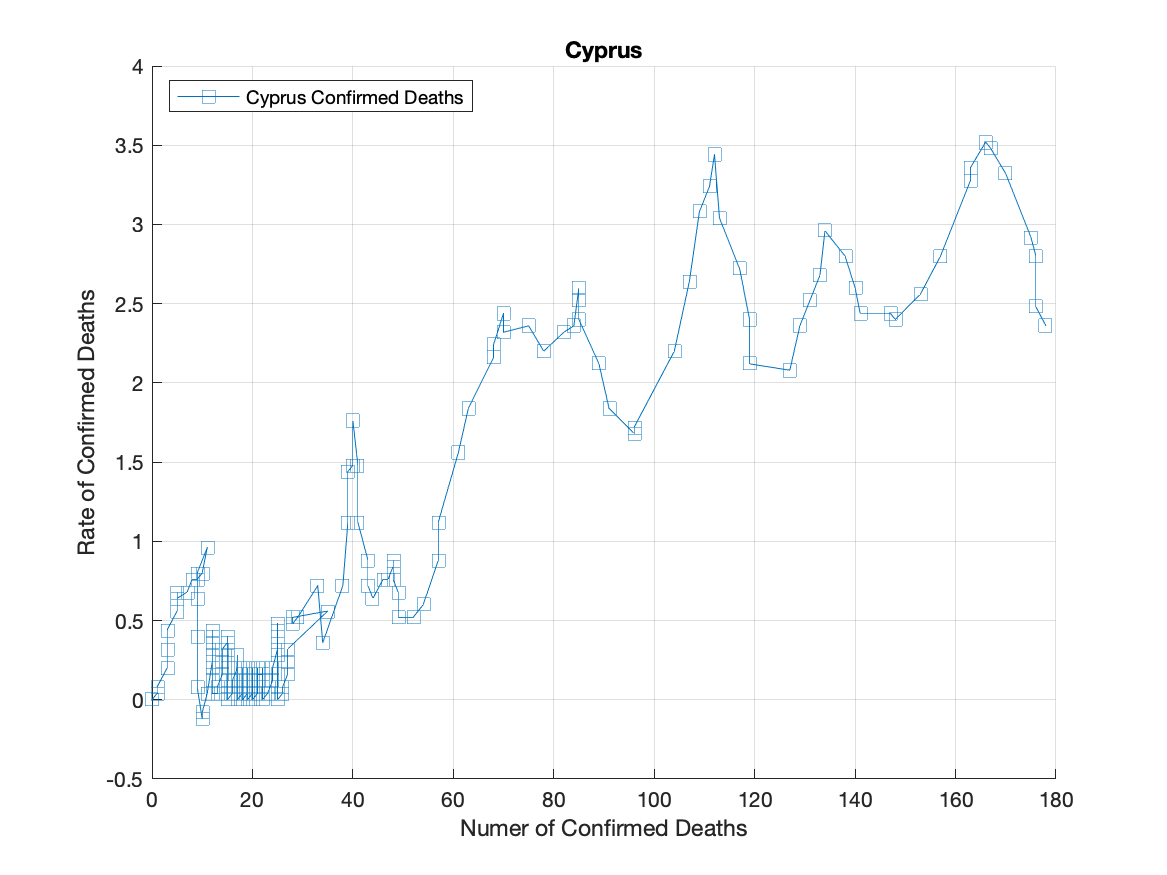 Cyprus
Cyprus Confirmed Deaths
4
3.5
3
2.5
2
1.5
1
0.5
0
-0.5
Rate of Confirmed Deaths
0 20 40 60 80 100 120 140 160 180
Numer of Confirmed Deaths